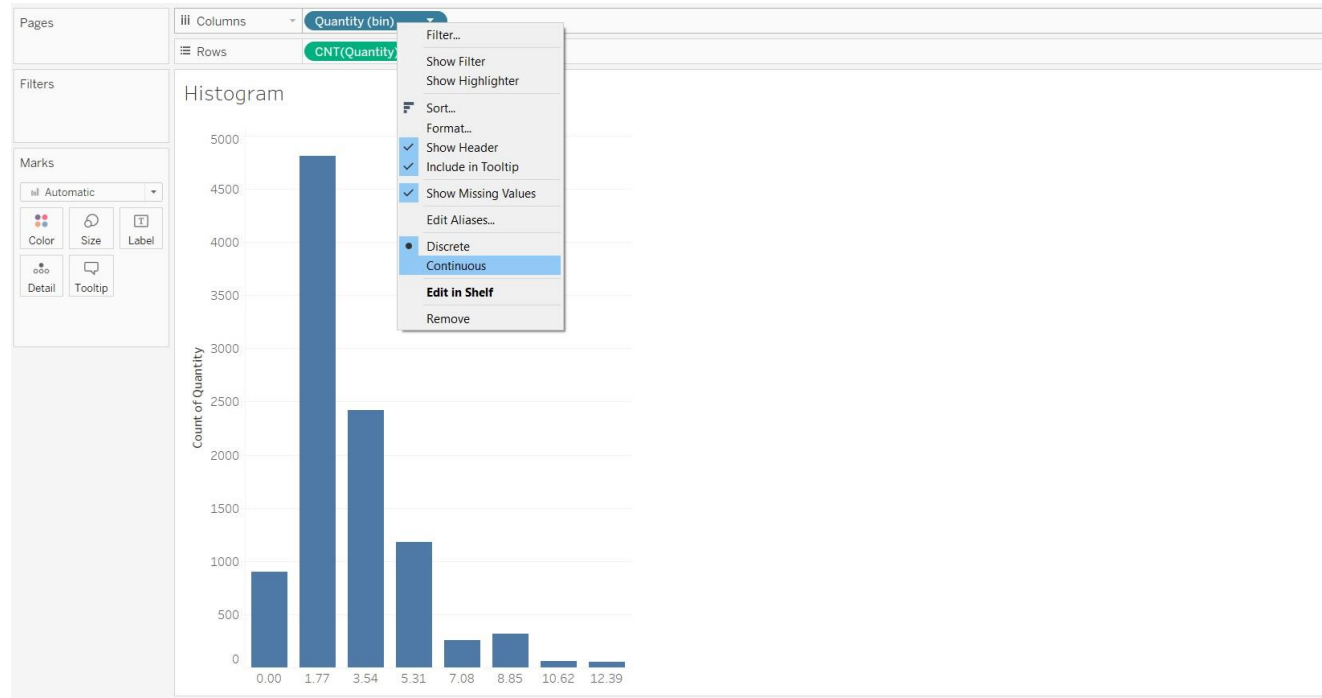 Pages
iii Columns
Quantity (bin)
Rows
CNT(Quantity)
Filter...
Show Filter
Show Highlighter
Sort...
Format...
Show Header
Include in Tooltip
Show Missing Values
Edit Aliases...
Discrete
Continuous
Edit in Shelf
Remove
Filters
Marks
Automatic
Color
Size
T
Label
Detail
Tooltip
Histogram
Count of Quantity
5000
4500
4000
3500
3000
2500
2000
1500
1000
500
0
0.00 1.77 3.54 5.31 7.08 8.85 10.62 12.39